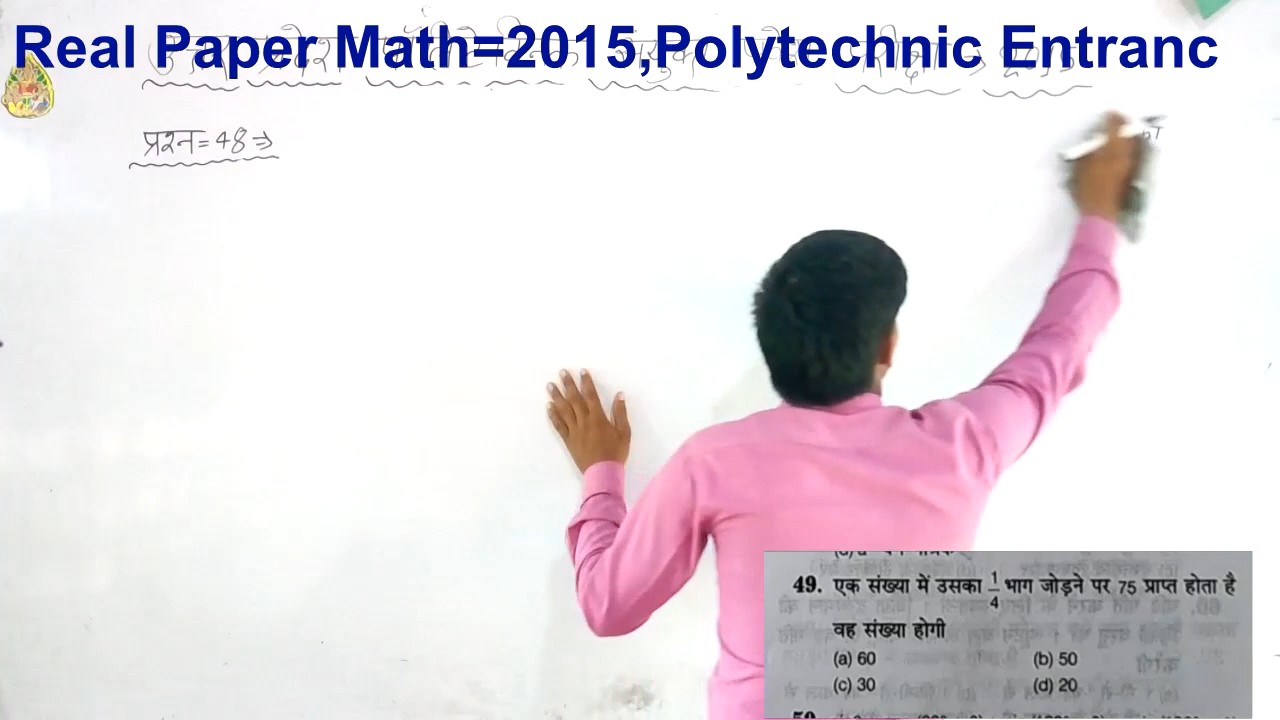 Real Paper Math=2015,Polytechnic Entranc
प्रश्न=48⇒
49. एक संख्या में उसका 1/4 भाग जोड़ने पर 75 प्राप्त होता है
वह संख्या होगी
(a) 60 (b) 50
(c) 30 (d) 20